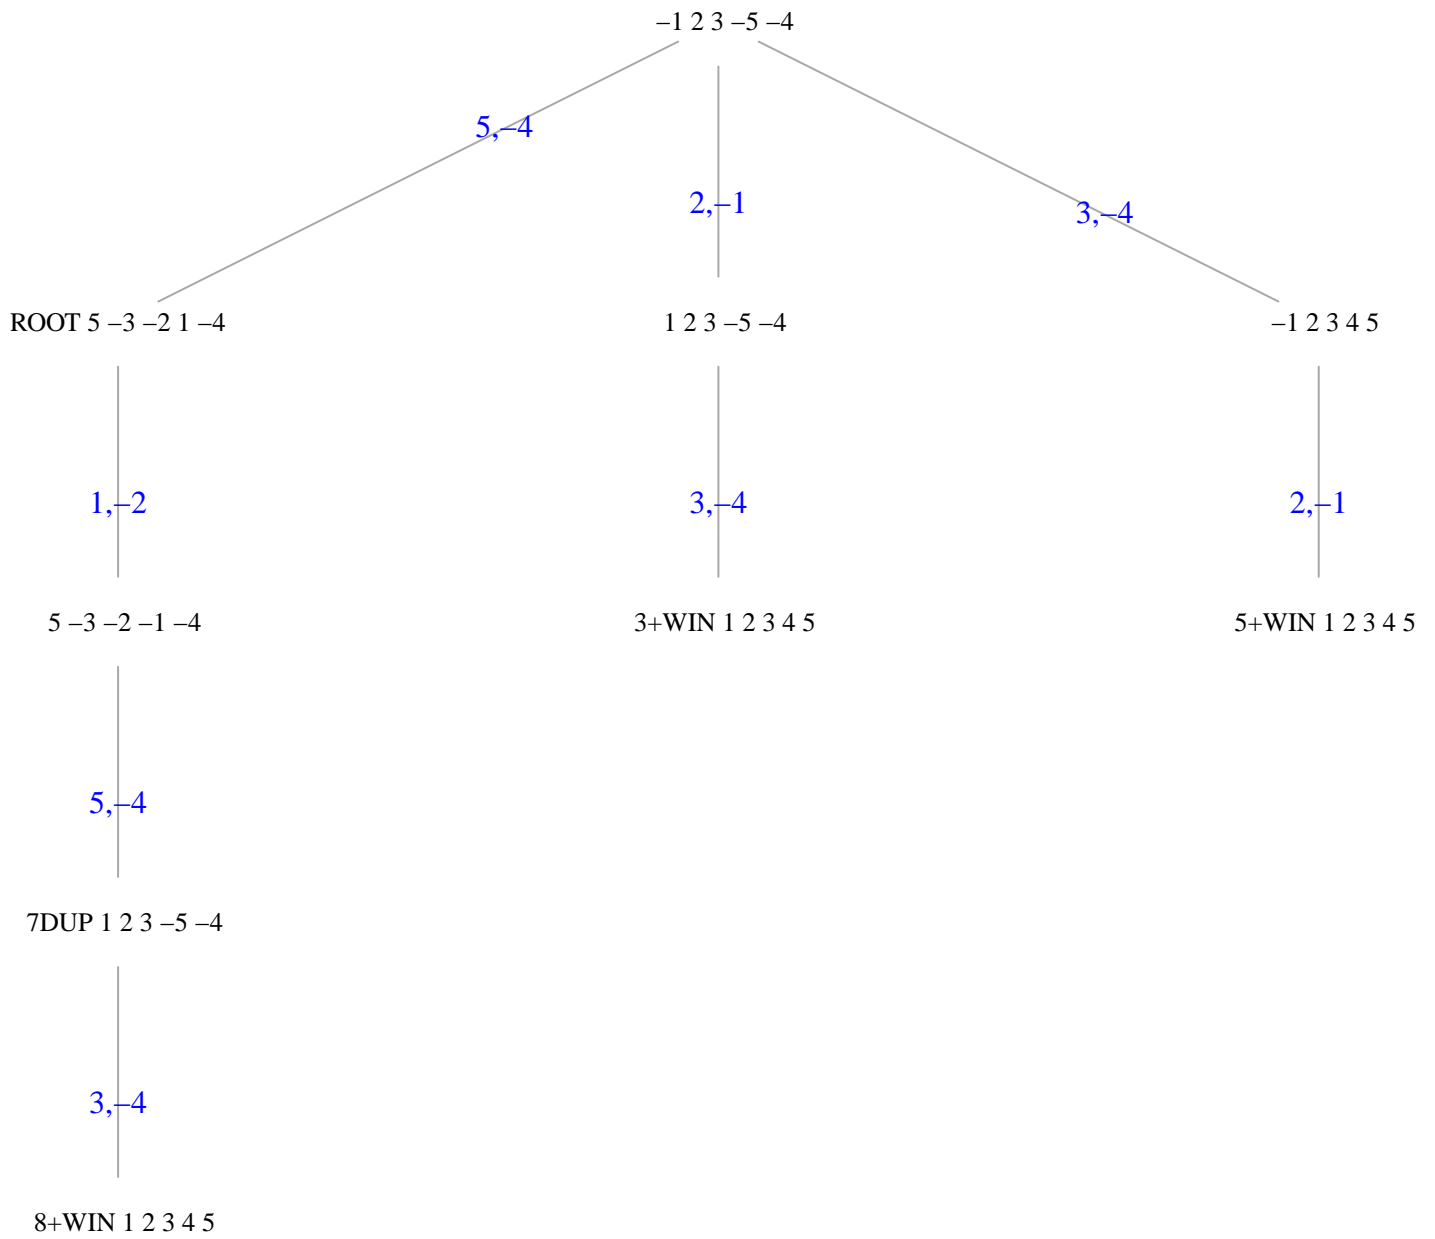 –1 2 3 –5 –4
5,–4
2,–1
3,–4
ROOT 5 –3 –2 1 –4
1 2 3 –5 –4
–1 2 3 4 5
1,–2
3,–4
2,–1
5 –3 –2 –1 –4
3+WIN 1 2 3 4 5
5+WIN 1 2 3 4 5
5,–4
7DUP 1 2 3 –5 –4
3,–4
8+WIN 1 2 3 4 5